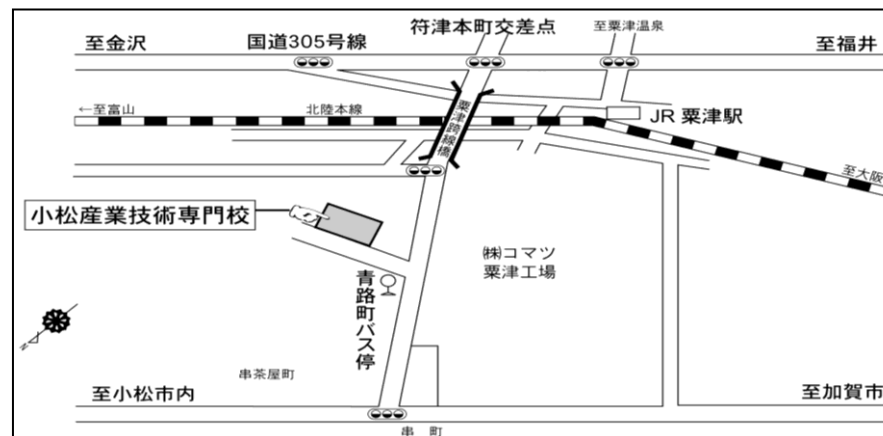 符津本町交差点
至粟津温泉
至金沢
国道305号線
至福井
←至富山
北陸本線
粟津跨線橋
JR 粟津駅
至大阪
小松産業技術専門校
㈱コマツ
粟津工場
青路町バス停
N
串茶屋町
至小松市内
至加賀市
串 町